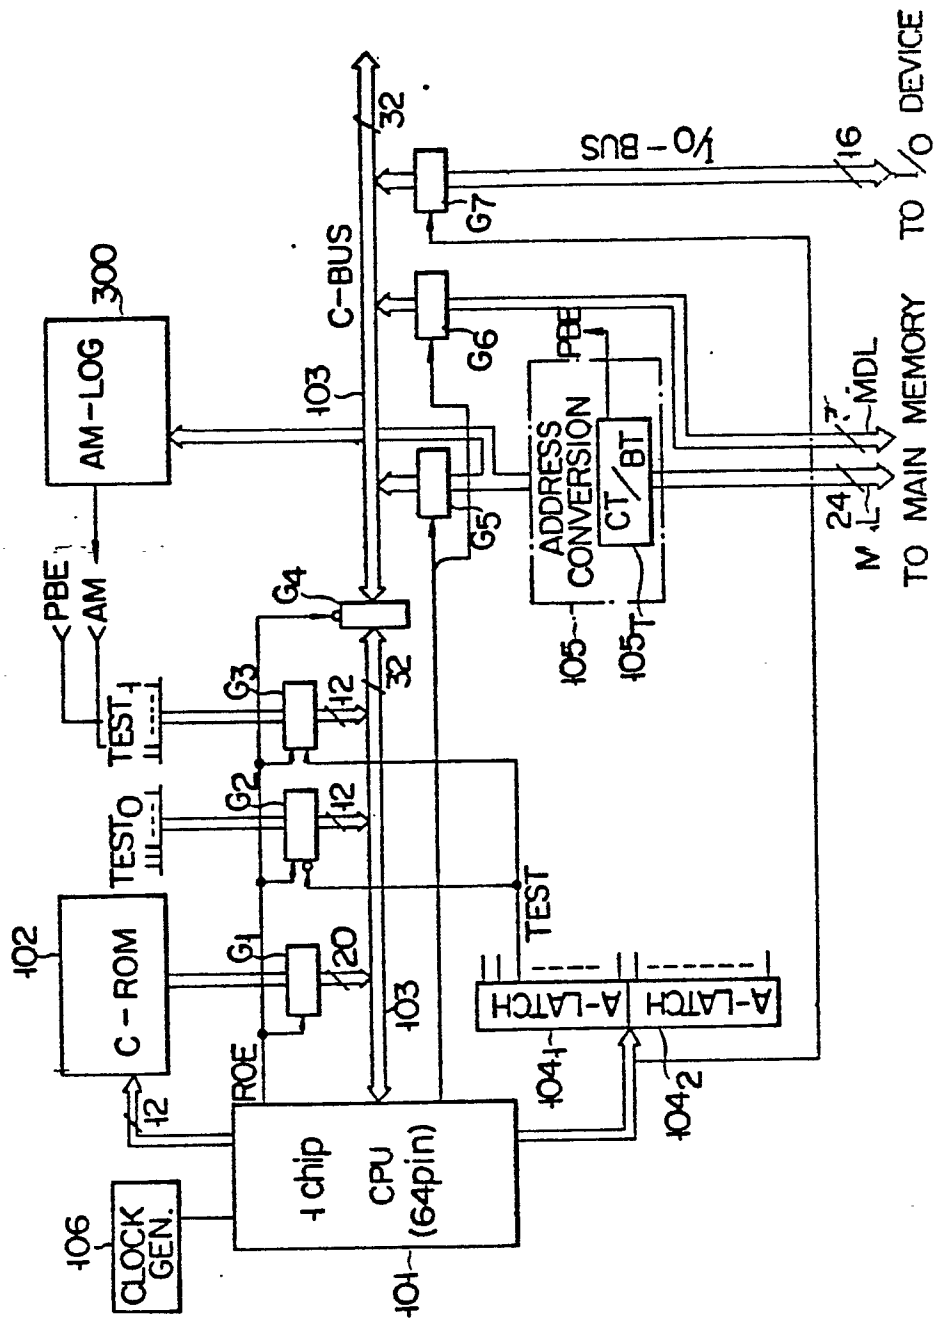 106
CLOCK
GEN.
101
1 chip
CPU
(64pin)
102
C-ROM
12
ROE
G1
20
103
TEST0
G2
12
TEST1
G3
12
32
PBE
AM
G4
300
AM-LOG
103
C-BUS
32
G5
G6
G7
I/O-BUS
16
1041
A-LATCH
1042
A-LATCH
TEST
105
105T
ADDRESS
CONVERSION
CT/BT
PBE
24
MDL
TO MAIN MEMORY
TO I/O DEVICE